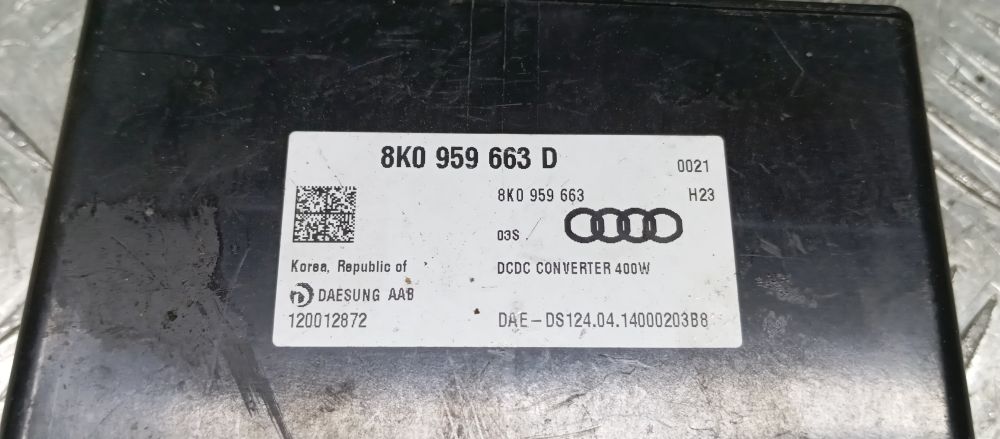 8K0 959 663 D
0021
8K0 959 663 H23
03S
Korea, Republic of DCDC CONVERTER 400W
DAESUNG AAB
120012872 DAE-DS124.04.14000203B8